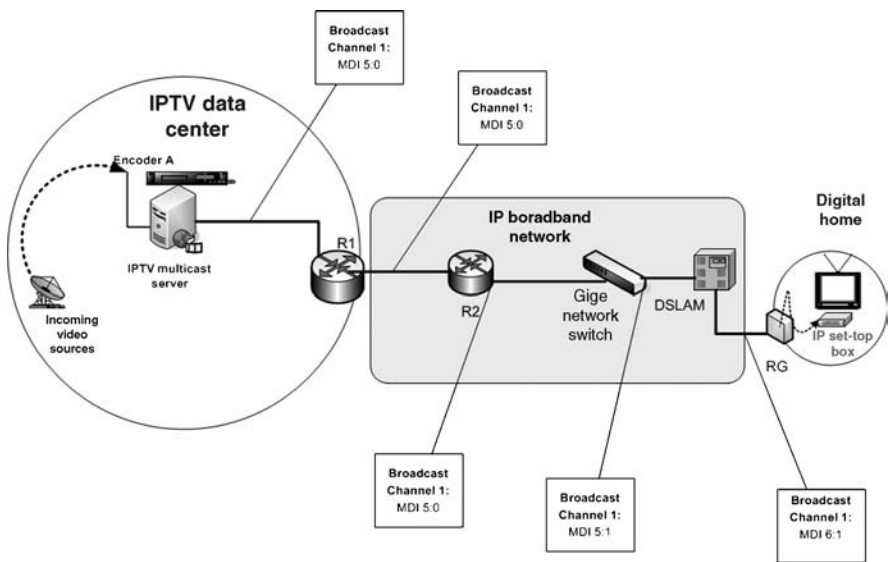 Broadcast
Channel 1:
MDI 5:0
Broadcast
Channel 1:
MDI 5:0
IPTV data
center
Encoder A
IPTV multicast
server
Incoming
video
sources
R1
IP boradband
network
R2
Gige
network
switch
DSLAM
Digital
home
IP set-top
box
RG
Broadcast
Channel 1:
MDI 5:0
Broadcast
Channel 1:
MDI 5:1
Broadcast
Channel 1:
MDI 6:1